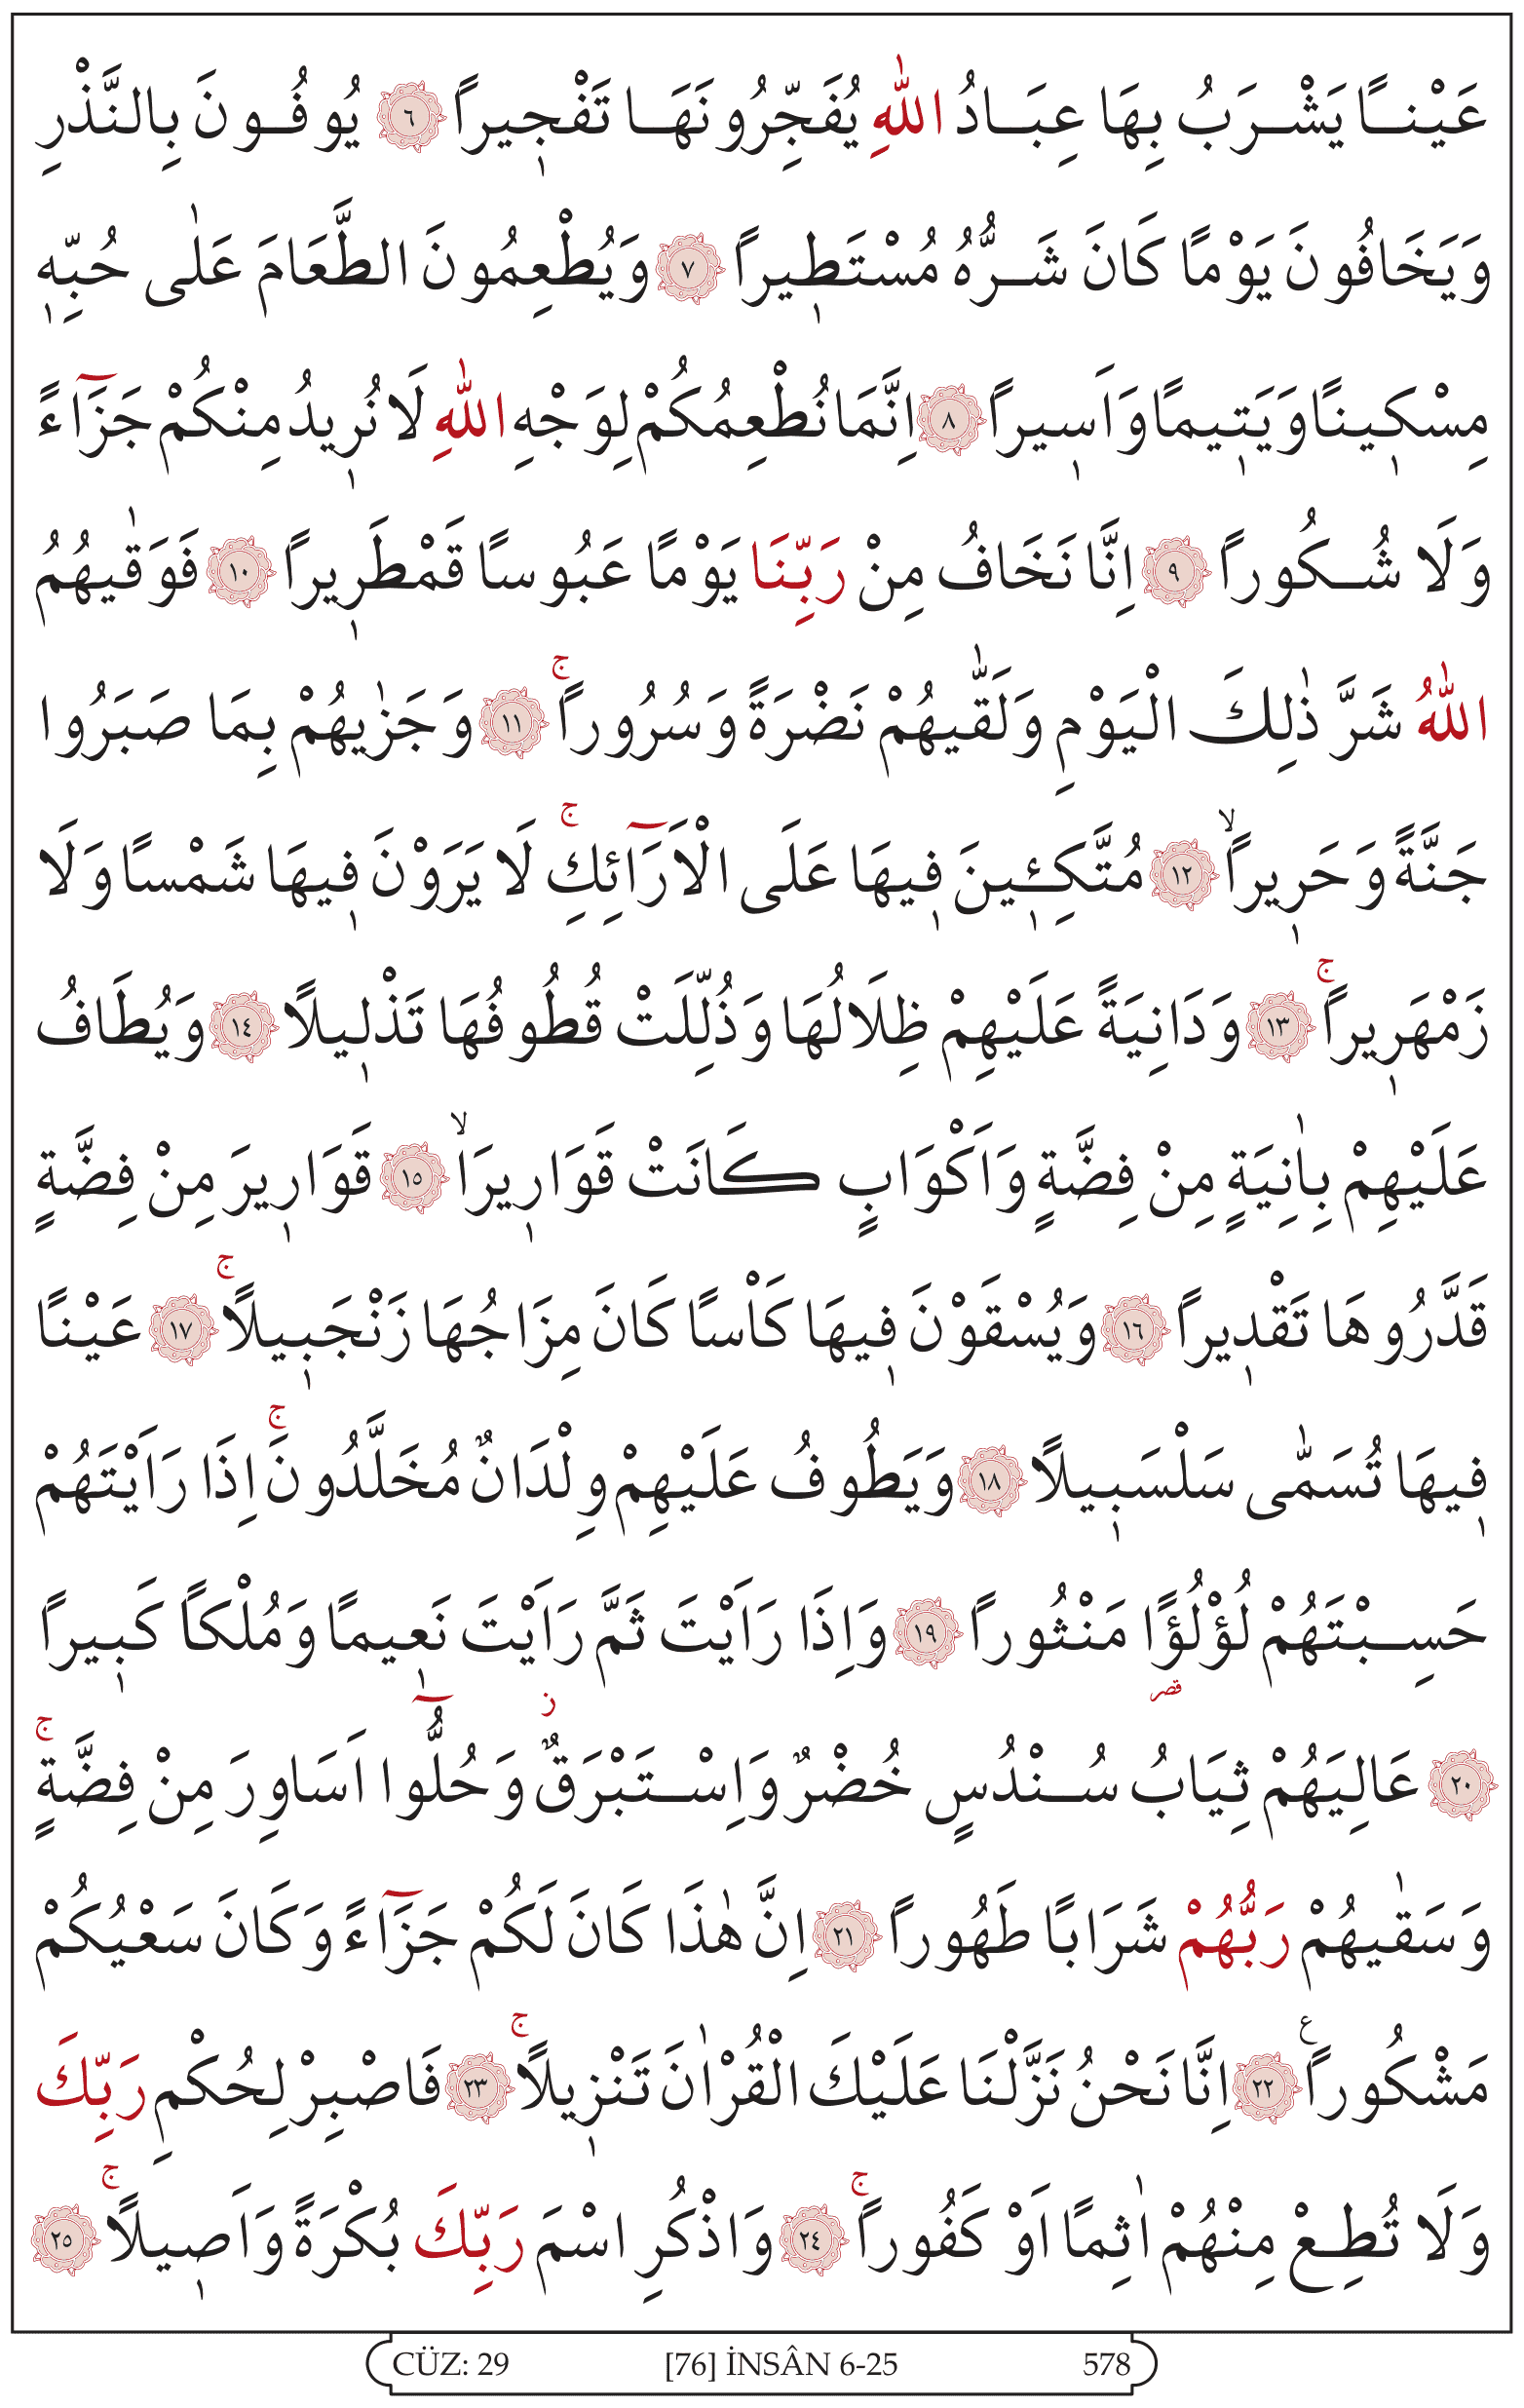 عَيْنًا يَشْرَبُ بِهَا عِبَادُ اللّٰهِ يُفَجِّرُونَهَا تَفْج۪يرًا ﴿٦﴾ يُوفُونَ بِالنَّذْرِ
وَيَخَافُونَ يَوْمًا كَانَ شَرُّهُ مُسْتَط۪يرًا ﴿٧﴾ وَيُطْعِمُونَ الطَّعَامَ عَلٰى حُبِّه۪
مِسْك۪ينًا وَيَت۪يمًا وَاَس۪يرًا ﴿٨﴾ اِنَّمَا نُطْعِمُكُمْ لِوَجْهِ اللّٰهِ لَا نُر۪يدُ مِنْكُمْ جَزَٓاءً
وَلَا شُكُورًا ﴿٩﴾ اِنَّا نَخَافُ مِنْ رَبِّنَا يَوْمًا عَبُوسًا قَمْطَر۪يرًا ﴿١٠﴾ فَوَقٰيهُمُ
اللّٰهُ شَرَّ ذٰلِكَ الْيَوْمِ وَلَقّٰيهُمْ نَضْرَةً وَسُرُورًاۚ ﴿١١﴾ وَجَزٰيهُمْ بِمَا صَبَرُوا
جَنَّةً وَحَر۪يرًاۙ ﴿١٢﴾ مُتَّكِـ۪ٔينَ ف۪يهَا عَلَى الْاَرَٓائِكِۚ لَا يَرَوْنَ ف۪يهَا شَمْسًا وَلَا
زَمْهَر۪يرًاۚ ﴿١٣﴾ وَدَانِيَةً عَلَيْهِمْ ظِلَالُهَا وَذُلِّلَتْ قُطُوفُهَا تَذْل۪يلًا ﴿١٤﴾ وَيُطَافُ
عَلَيْهِمْ بِاٰنِيَةٍ مِنْ فِضَّةٍ وَاَكْوَابٍ كَانَتْ قَوَار۪يرَاۙ ﴿١٥﴾ قَوَار۪يرَ مِنْ فِضَّةٍ
قَدَّرُوهَا تَقْد۪يرًا ﴿١٦﴾ وَيُسْقَوْنَ ف۪يهَا كَاْسًا كَانَ مِزَاجُهَا زَنْجَب۪يلًاۚ ﴿١٧﴾ عَيْنًا
ف۪يهَا تُسَمّٰى سَلْسَب۪يلًا ﴿١٨﴾ وَيَطُوفُ عَلَيْهِمْ وِلْدَانٌ مُخَلَّدُونَۚ اِذَا رَاَيْتَهُمْ
حَسِبْتَهُمْ لُؤْلُؤًا مَنْثُورًا ﴿١٩﴾ وَاِذَا رَاَيْتَ ثَمَّ رَاَيْتَ نَع۪يمًا وَمُلْكًا كَب۪يرًا
﴿٢٠﴾ عَالِيَهُمْ ثِيَابُ سُنْدُسٍ خُضْرٌ وَاِسْتَبْرَقٌۘ وَحُلُّٓوا اَسَاوِرَ مِنْ فِضَّةٍۚ
وَسَقٰيهُمْ رَبُّهُمْ شَرَابًا طَهُورًا ﴿٢١﴾ اِنَّ هٰذَا كَانَ لَكُمْ جَزَٓاءً وَكَانَ سَعْيُكُمْ
مَشْكُورًا ع ﴿٢٢﴾ اِنَّا نَحْنُ نَزَّلْنَا عَلَيْكَ الْقُرْاٰنَ تَنْز۪يلًاۚ ﴿٢٣﴾ فَاصْبِرْ لِحُكْمِ رَبِّكَ
وَلَا تُطِعْ مِنْهُمْ اٰثِمًا اَوْ كَفُورًاۚ ﴿٢٤﴾ وَاذْكُرِ اسْمَ رَبِّكَ بُكْرَةً وَاَص۪يلًاۚ ﴿٢٥﴾
CÜZ: 29 [76] İNSÂN 6-25 578